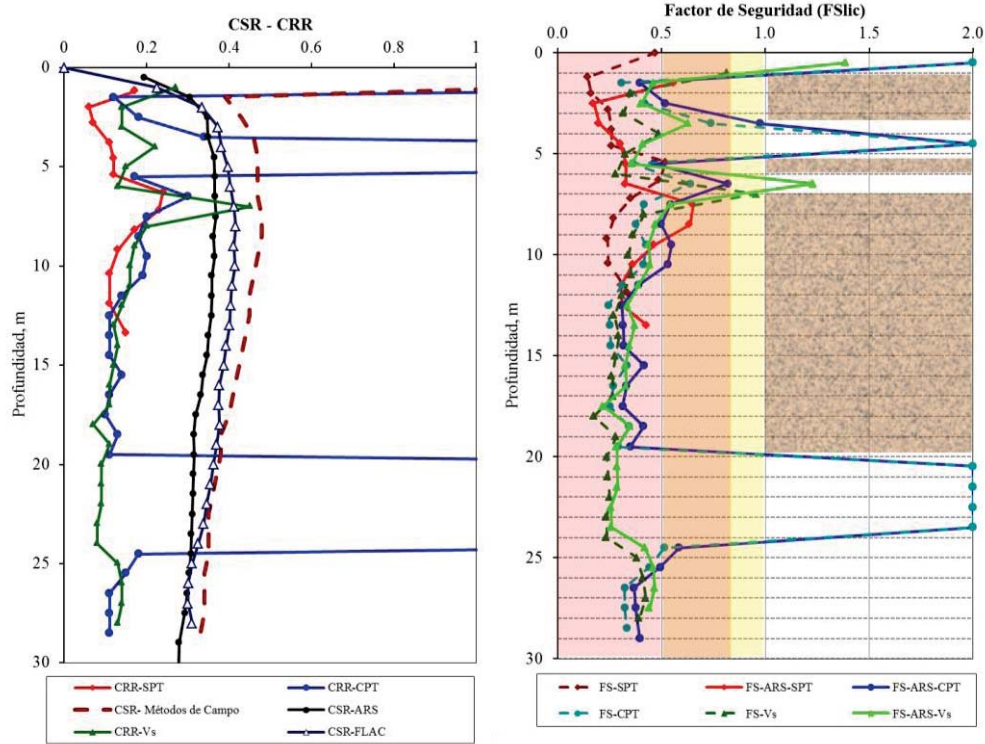 CSR - CRR
0 0.2 0.4 0.6 0.8 1
0
5
10
15
20
25
30
Profundidad, m
CRR-SPT CRR-CPT
CSR- Métodos de Campo CSR-ARS
CRR-Vs CSR-FLAC
Factor de Seguridad (FSlic)
0.0 0.5 1.0 1.5 2.0
0
5
10
15
20
25
30
Profundidad, m
FS-SPT FS-ARS-SPT FS-ARS-CPT
FS-CPT FS-Vs FS-ARS-Vs